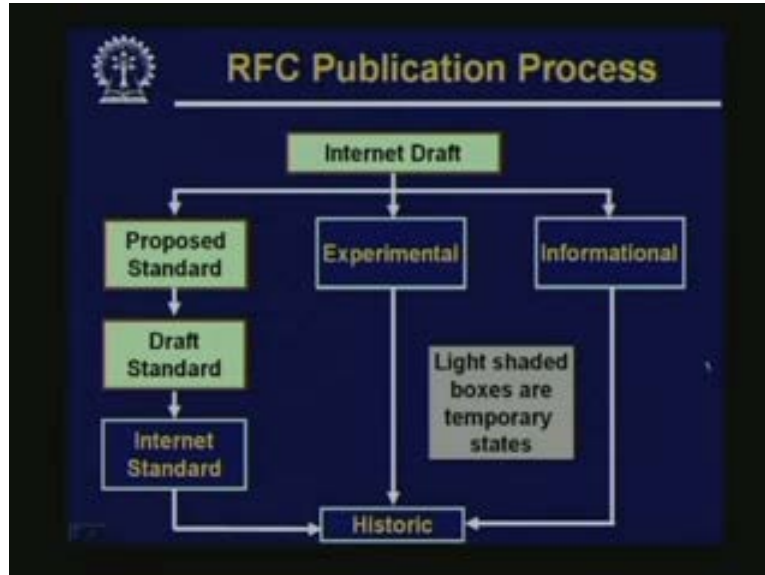 RFC Publication Process
Internet Draft
Proposed
Standard
Experimental
Informational
Draft
Standard
Light shaded
boxes are
temporary
states
Internet
Standard
Historic